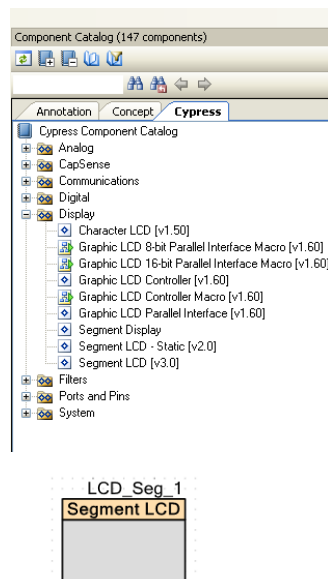 Component Catalog (147 components)
Annotation Concept Cypress
Cypress Component Catalog
Analog
CapSense
Communications
Digital
Display
Character LCD [v1.50]
Graphic LCD 8-bit Parallel Interface Macro [v1.60]
Graphic LCD 16-bit Parallel Interface Macro [v1.60]
Graphic LCD Controller [v1.60]
Graphic LCD Controller Macro [v1.60]
Graphic LCD Parallel Interface [v1.60]
Segment Display
Segment LCD - Static [v2.0]
Segment LCD [v3.0]
Filters
Ports and Pins
System
LCD_Seg_1
Segment LCD